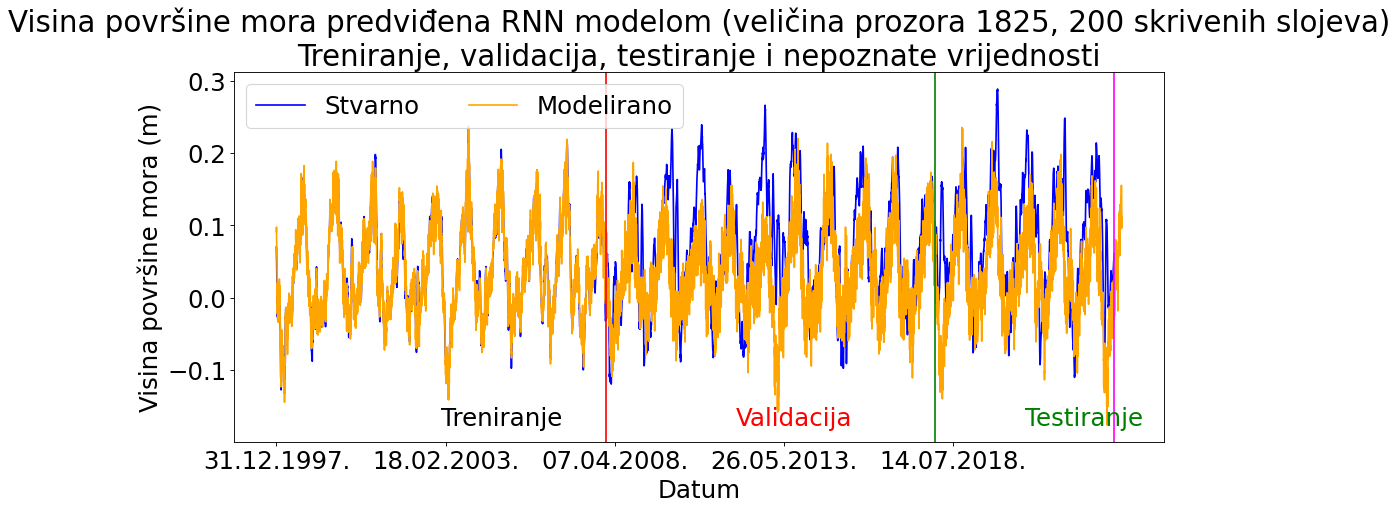 Visina površine mora predviđena RNN modelom (veličina prozora 1825, 200 skrivenih slojeva)
Treniranje, validacija, testiranje i nepoznate vrijednosti
Stvarno
Modelirano
Visina površine mora (m)
0.3
0.2
0.1
0.0
−0.1
Treniranje
Validacija
Testiranje
31.12.1997.
18.02.2003.
07.04.2008.
26.05.2013.
14.07.2018.
Datum